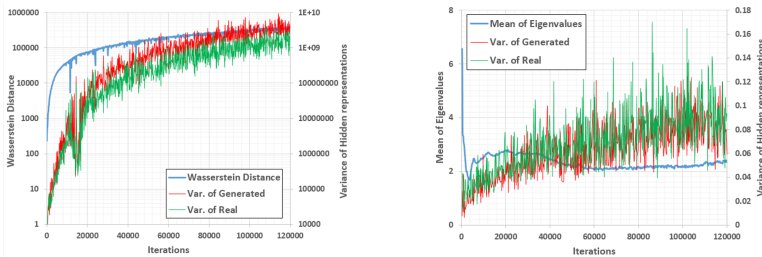 1000000
100000
10000
1000
100
10
1
Wasserstein Distance
1E+10
1E+09
100000000
10000000
1000000
100000
10000
Variance of Hidden representations
Wasserstein Distance
Var. of Generated
Var. of Real
0 20000 40000 60000 80000 100000 120000
Iterations
8
6
4
2
0
Mean of Eigenvalues
0.18
0.16
0.14
0.12
0.1
0.08
0.06
0.04
0.02
0
Variance of Hidden representations
Mean of Eigenvalues
Var. of Generated
Var. of Real
0 20000 40000 60000 80000 100000 120000
Iterations